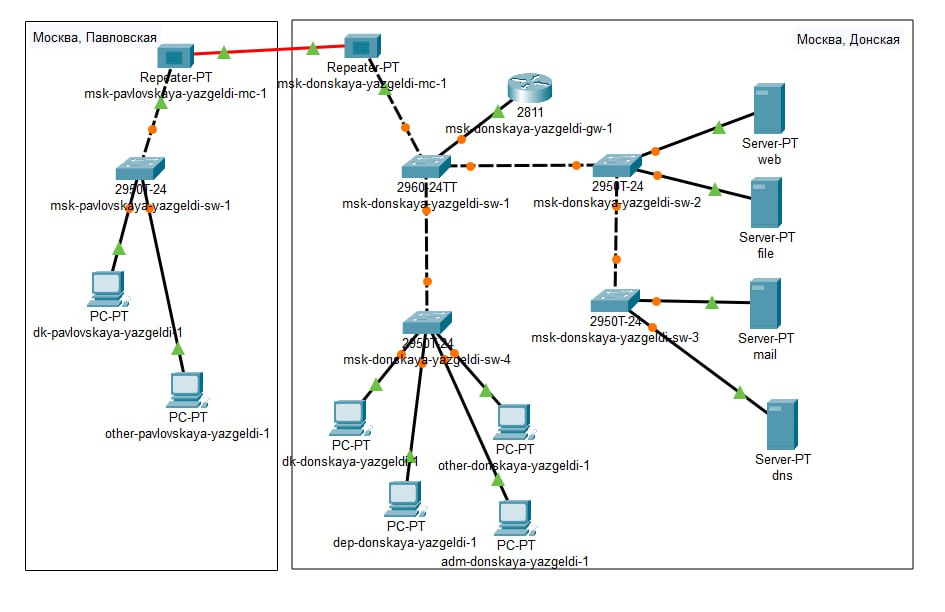 Москва, Павловская
Repeater-PT
msk-pavlovskaya-yazgeldi-mc-1
2950T-24
msk-pavlovskaya-yazgeldi-sw-1
PC-PT
dk-pavlovskaya-yazgeldi-1
PC-PT
other-pavlovskaya-yazgeldi-1
Москва, Донская
Repeater-PT
msk-donskaya-yazgeldi-mc-1
2811
msk-donskaya-yazgeldi-gw-1
2960-24TT
msk-donskaya-yazgeldi-sw-1
2950T-24
msk-donskaya-yazgeldi-sw-2
Server-PT
web
Server-PT
file
2950T-24
msk-donskaya-yazgeldi-sw-3
Server-PT
mail
Server-PT
dns
2950T-24
msk-donskaya-yazgeldi-sw-4
PC-PT
dk-donskaya-yazgeldi-1
PC-PT
other-donskaya-yazgeldi-1
PC-PT
dep-donskaya-yazgeldi-1
PC-PT
adm-donskaya-yazgeldi-1